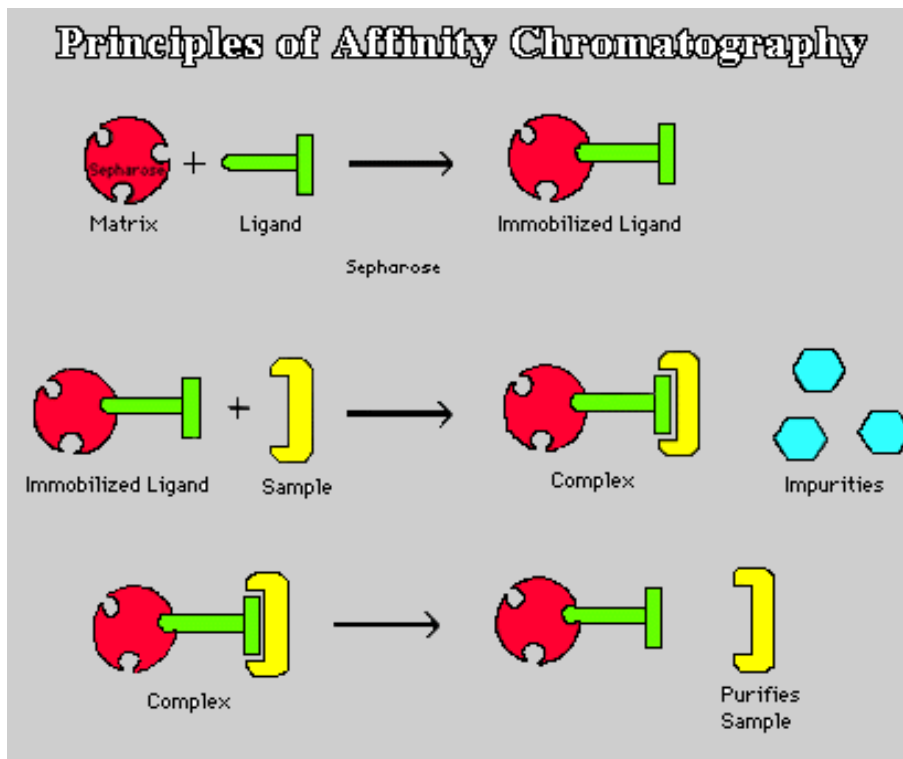 Principles of Affinity Chromatography
Sepharose
+
Matrix
Ligand
Immobilized Ligand
Sepharose
+
Immobilized Ligand
Sample
Complex
Impurities
Complex
Purifies
Sample